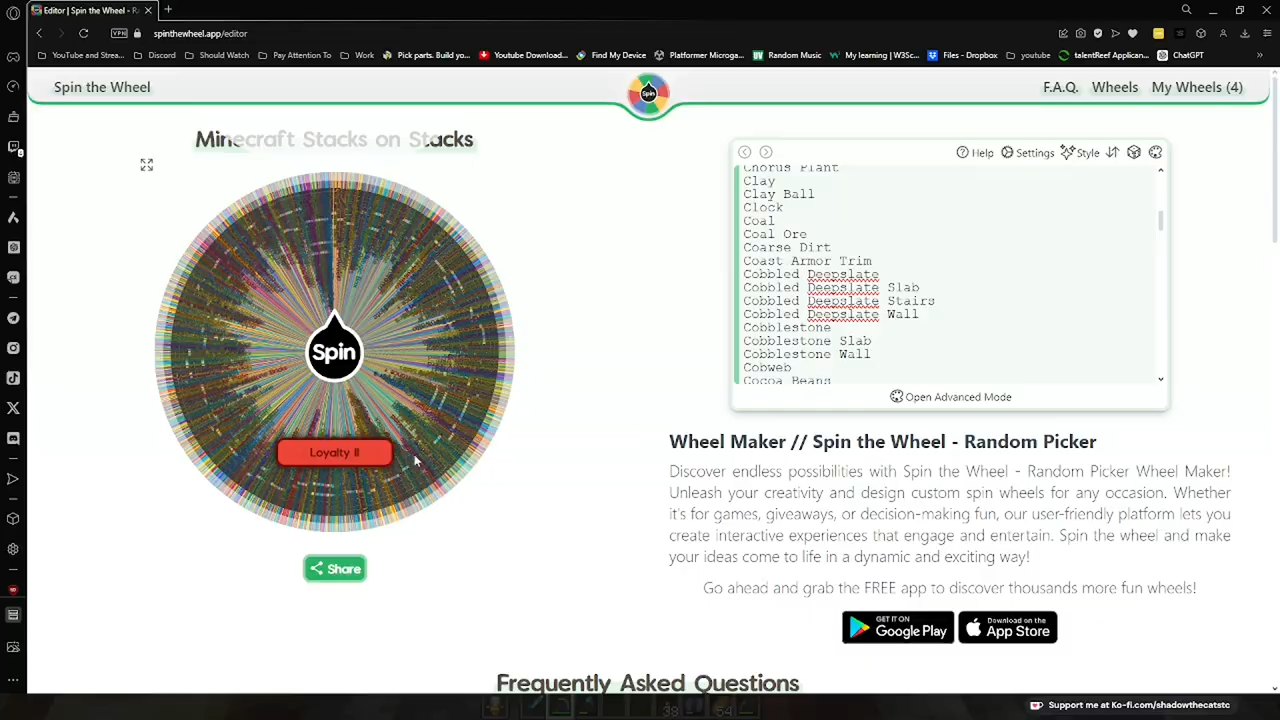 Editor | Spin the Wheel - R
spinthewheel.app/editor
VPN
YouTube and Strea...
Discord
Should Watch
Pay Attention To
Work
Pick parts. Build yo...
Youtube Download...
Find My Device
Platformer Microga...
Random Music
My learning | W3Sc...
Files - Dropbox
youtube
talentReef Applican...
ChatGPT
Spin the Wheel
Spin
F.A.Q.
Wheels
My Wheels (4)
Minecraft Stacks on Stacks
Help
Settings
Style
Chorus Plant
Clay
Clay Ball
Clock
Coal
Coal Ore
Coarse Dirt
Coast Armor Trim
Cobbled Deepslate
Cobbled Deepslate Slab
Cobbled Deepslate Stairs
Cobbled Deepslate Wall
Cobblestone
Cobblestone Slab
Cobblestone Wall
Cobweb
Cocoa Beans
Open Advanced Mode
Spin
Loyalty II
Share
Wheel Maker // Spin the Wheel - Random Picker
Discover endless possibilities with Spin the Wheel - Random Picker Wheel Maker!
Unleash your creativity and design custom spin wheels for any occasion. Whether
it's for games, giveaways, or decision-making fun, our user-friendly platform lets you
create interactive experiences that engage and entertain. Spin the wheel and make
your ideas come to life in a dynamic and exciting way!
Go ahead and grab the FREE app to discover thousands more fun wheels!
GET IT ON
Google Play
Download on the
App Store
Frequently Asked Questions
38
54
Support me at Ko-fi.com/shadowthecatstc